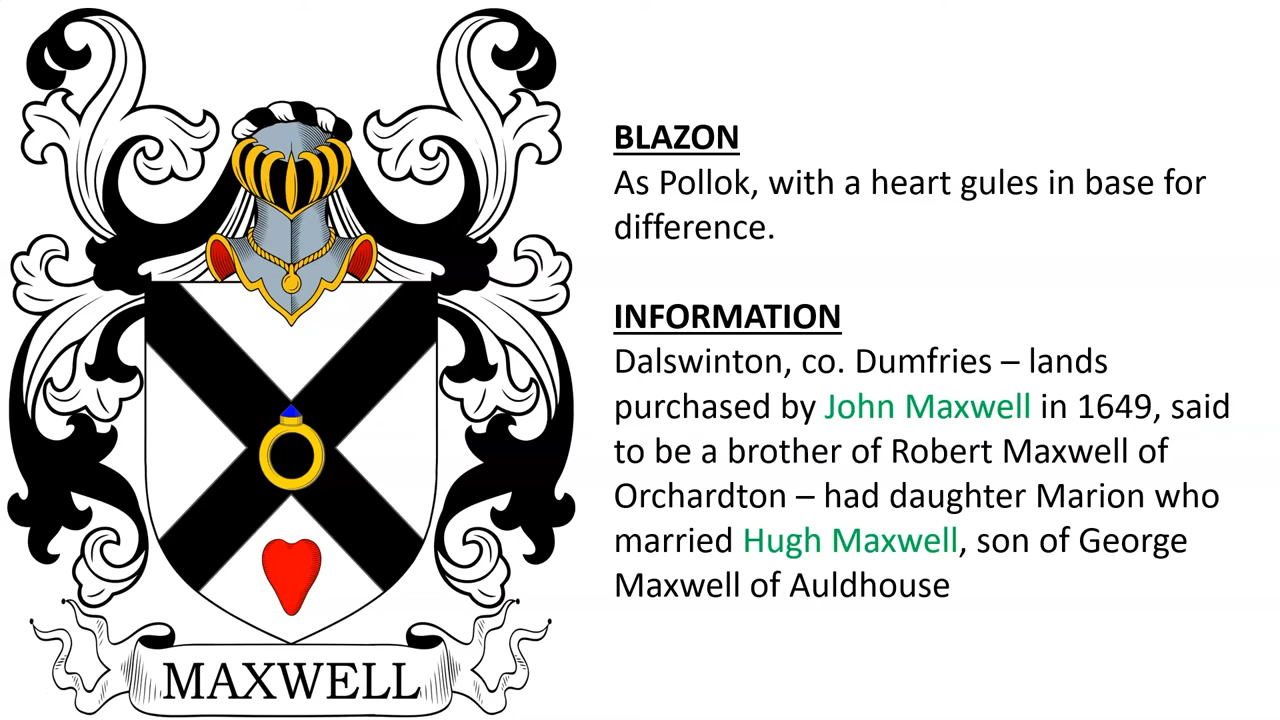 BLAZON
As Pollok, with a heart gules in base for
difference.
INFORMATION
Dalswinton, co. Dumfries – lands
purchased by John Maxwell in 1649, said
to be a brother of Robert Maxwell of
Orchardton – had daughter Marion who
married Hugh Maxwell, son of George
Maxwell of Auldhouse
MAXWELL